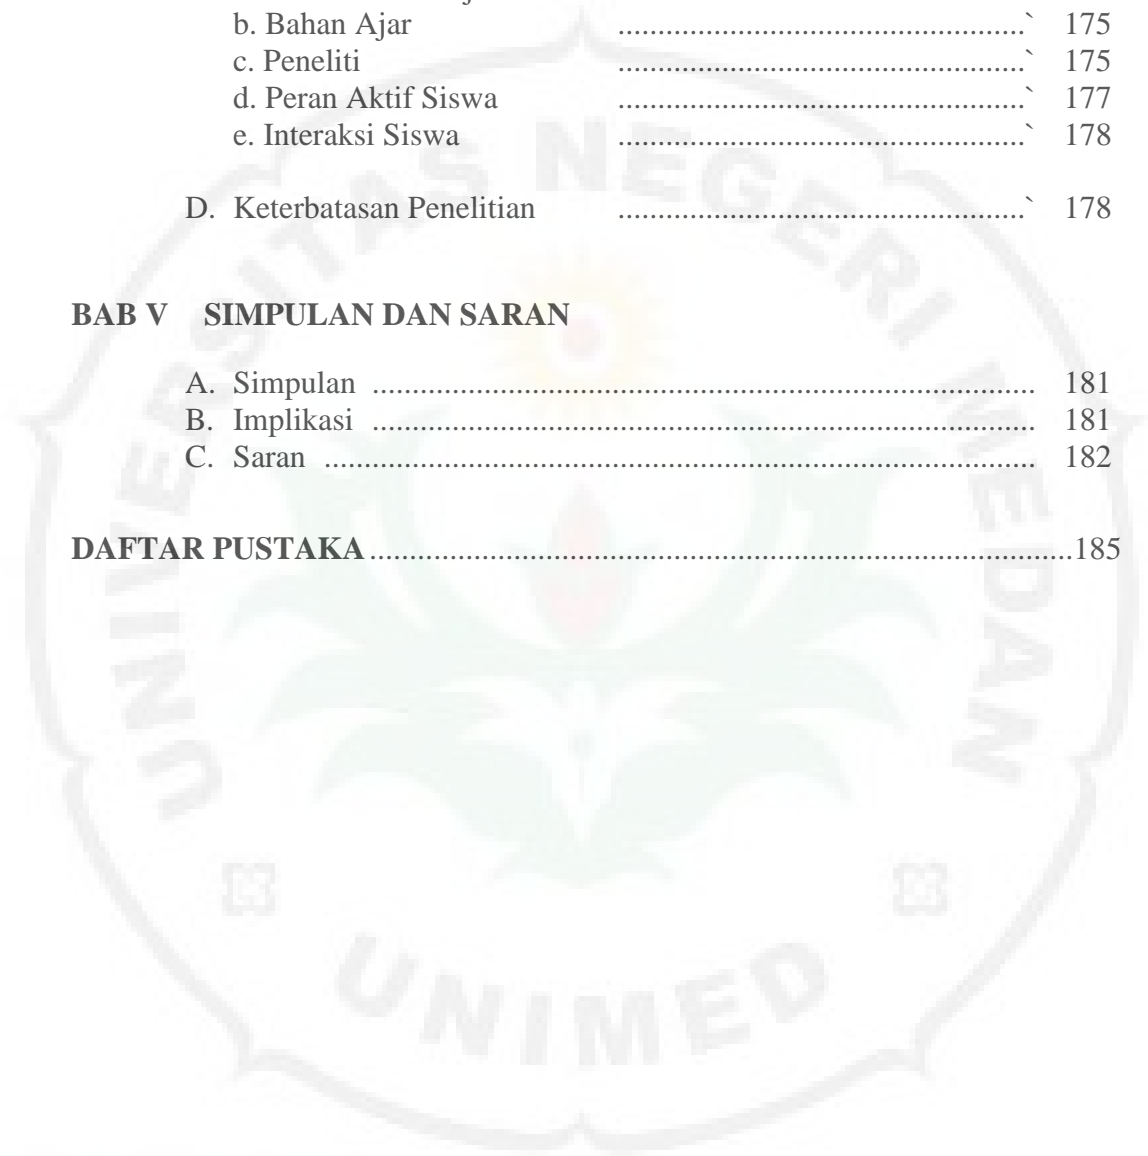 b. Bahan Ajar ..................................................` 175
c. Peneliti ..................................................` 175
d. Peran Aktif Siswa ..................................................` 177
e. Interaksi Siswa ..................................................` 178
D. Keterbatasan Penelitian ..................................................` 178
BAB V SIMPULAN DAN SARAN
A. Simpulan .................................................................................. 181
B. Implikasi .................................................................................. 181
C. Saran ........................................................................................ 182
DAFTAR PUSTAKA.......................................................................................185
UNIVERSITAS NEGERI MEDAN
UNIMED